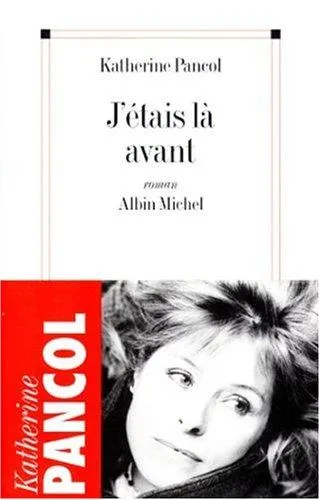 Katherine Pancol
J'étais là
avant
roman
Albin Michel
Katherine
PANCOL